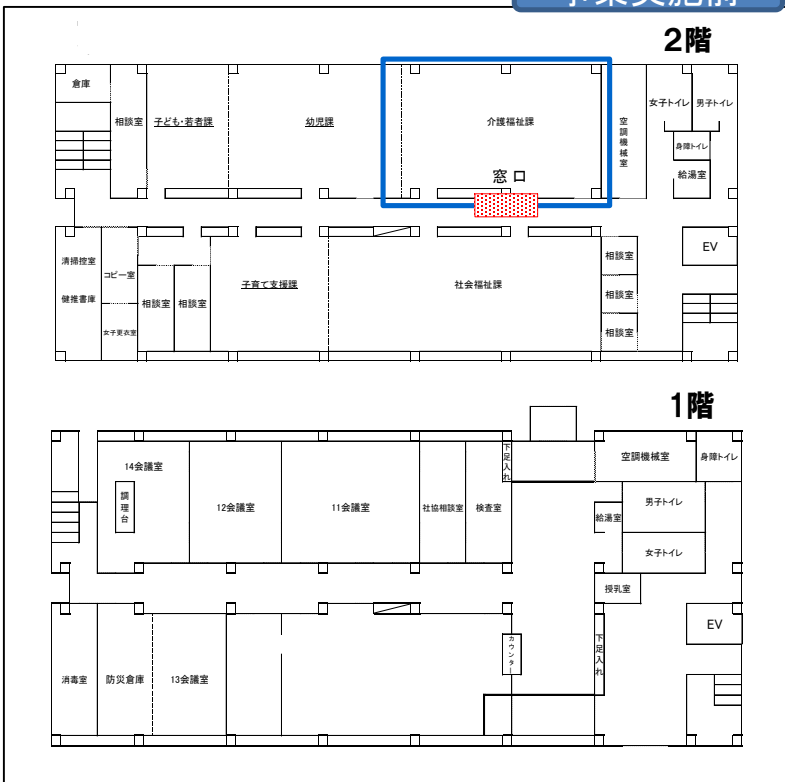 事業実施前
2階
倉庫
相談室
子ども・若者課
幼児課
介護福祉課
空調機械室
女子トイレ
男子トイレ
身障トイレ
給湯室
窓口
清掃控室
健推書庫
コピー室
女子更衣室
相談室
相談室
子育て支援課
社会福祉課
相談室
相談室
相談室
EV
1階
14会議室
調理台
12会議室
11会議室
社協相談室
検査室
下足入れ
空調機械室
身障トイレ
男子トイレ
給湯室
女子トイレ
授乳室
消毒室
防災倉庫
13会議室
カウンター
下足入れ
EV